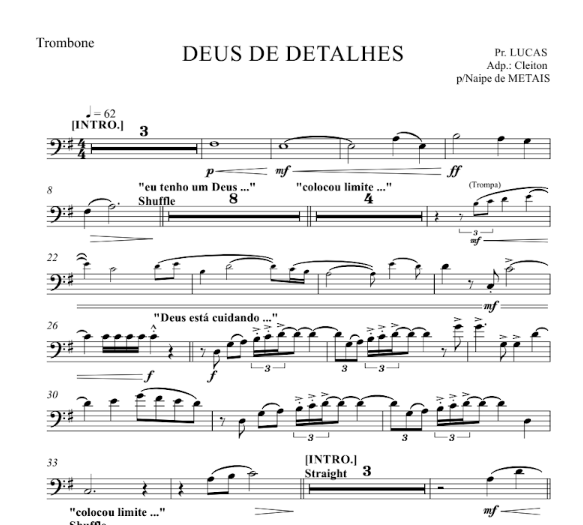 Trombone
DEUS DE DETALHES
Pr. LUCAS
Adp.: Cleiton
p/Naipe de METAIS
♩ = 62
[INTRO.]
3
4
4
p mf ff
8
"eu tenho um Deus ..." "colocou limite ..."
Shuffle
8 4
(Trompa)
3
mf
22
mf
26
"Deus está cuidando ..."
f f
3 3 3
30
3 3 3
33
[INTRO.]
Straight 3
mf
"colocou limite ..."
Shuffle